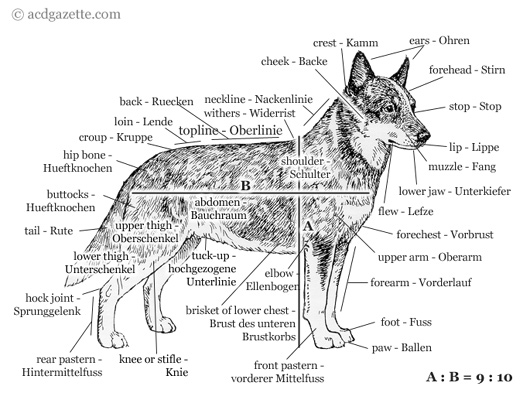 © acdgazette.com
crest - Kamm
ears - Ohren
cheek - Backe
forehead - Stirn
back - Ruecken
neckline - Nackenlinie
stop - Stop
loin - Lende
withers - Widerrist
topline - Oberlinie
croup - Kruppe
lip - Lippe
hip bone -
Hueftknochen
shoulder -
Schulter
muzzle - Fang
B
lower jaw - Unterkiefer
buttocks -
Hueftknochen
abdomen
Bauchraum
flew - Lefze
tail - Rute
upper thigh -
Oberschenkel
A
forechest - Vorbrust
lower thigh -
Unterschenkel
tuck-up -
hochgezogene
Unterlinie
upper arm - Oberarm
elbow -
Ellenbogen
forearm - Vorderlauf
hock joint -
Sprunggelenk
brisket of lower chest -
Brust des unteren
Brustkorbs
foot - Fuss
paw - Ballen
rear pastern -
Hintermittelfuss
knee or stifle -
Knie
front pastern -
vorderer Mittelfuss
A : B = 9 : 10